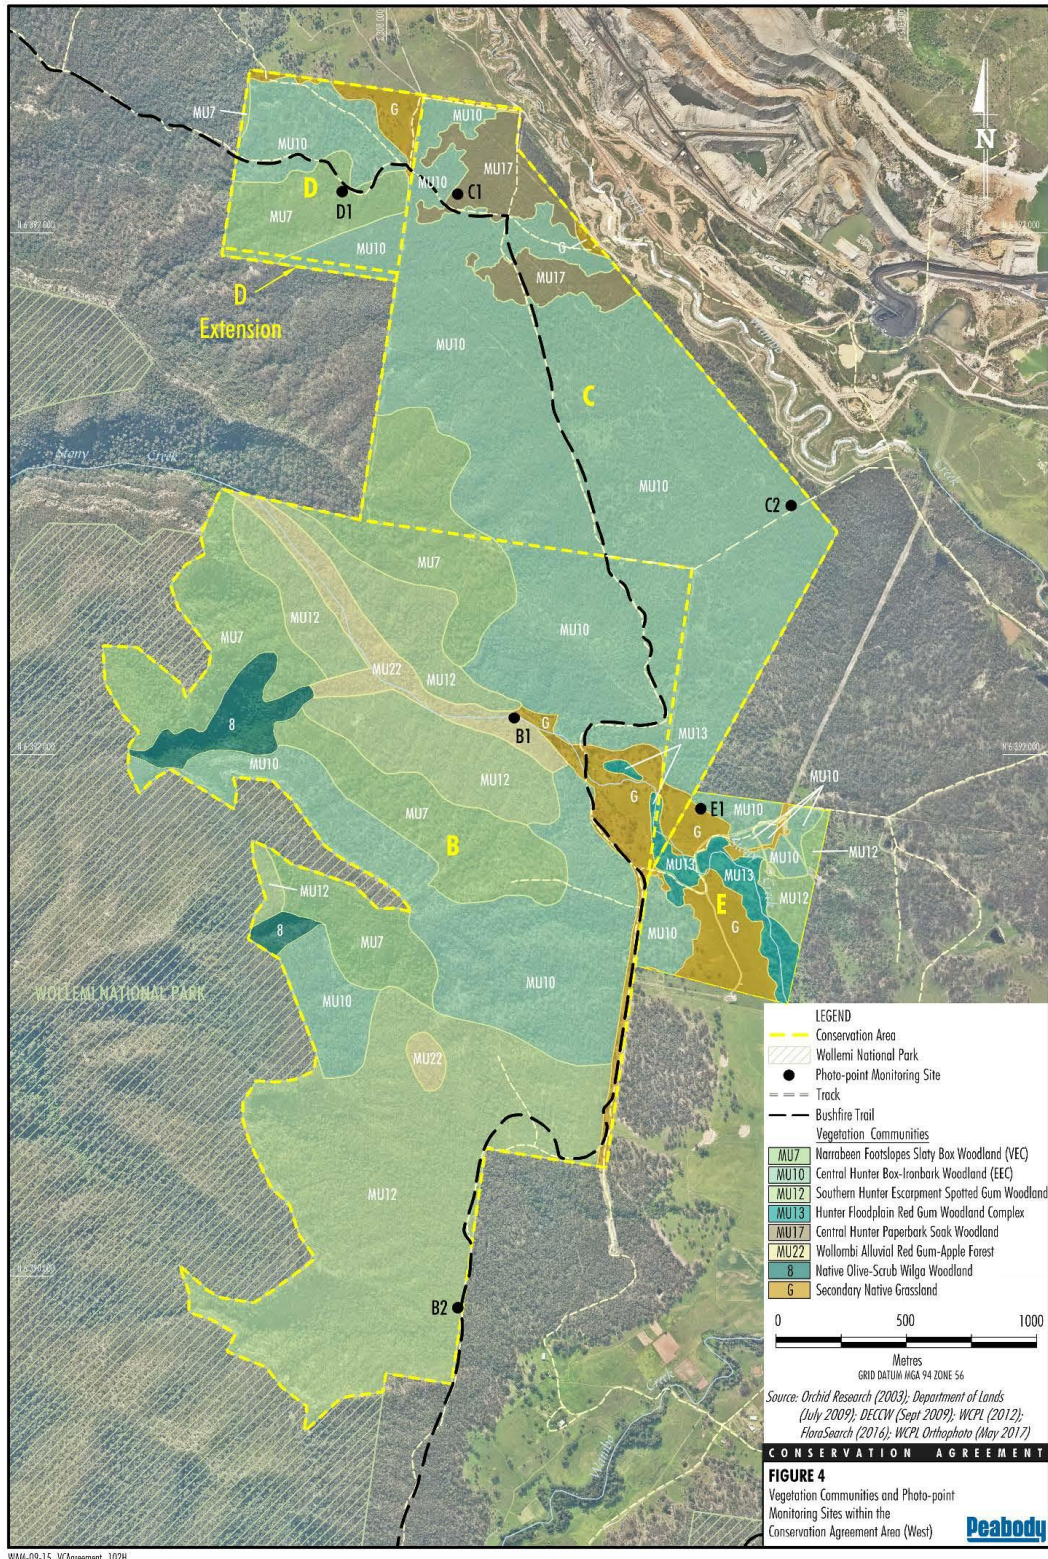 G
MU7
MU10
MU10
MU17
N
MU10
C1
D
D1
MU7
N 6 392 000
MU10
G
MU17
D
Extension
MU10
C
Stony Creek
MU10
C2
MU7
MU12
MU10
MU7
MU22
MU12
8
G
B1
MU13
N 6 392 000
MU10
MU12
MU10
G
E1
MU10
MU7
G
B
MU10
MU12
MU13
MU13
MU12
MU12
E
8
MU7
G
MU10
WOLLEMI NATIONAL PARK
MU10
MU10
MU22
MU12
B2
LEGEND
Conservation Area
Wollemi National Park
Photo-point Monitoring Site
Track
Bushfire Trail
Vegetation Communities
MU7 Narrabeen Footslopes Slaty Box Woodland (VEC)
MU10 Central Hunter Box-Ironbark Woodland (EEC)
MU12 Southern Hunter Escarpment Spotted Gum Woodland
MU13 Hunter Floodplain Red Gum Woodland Complex
MU17 Central Hunter Paperbark Soak Woodland
MU22 Wollombi Alluvial Red Gum-Apple Forest
8 Native Olive-Scrub Wilga Woodland
G Secondary Native Grassland
0 500 1000
Metres
GRID DATUM MGA 94 ZONE 56
Source: Orchid Research (2003); Department of Lands
(July 2009); DECCW (Sept 2009); WCPL (2012);
FloraSearch (2016); WCPL Orthophoto (May 2017)
CONSERVATION AGREEMENT
FIGURE 4
Vegetation Communities and Photo-point
Monitoring Sites within the
Conservation Agreement Area (West)
Peabody